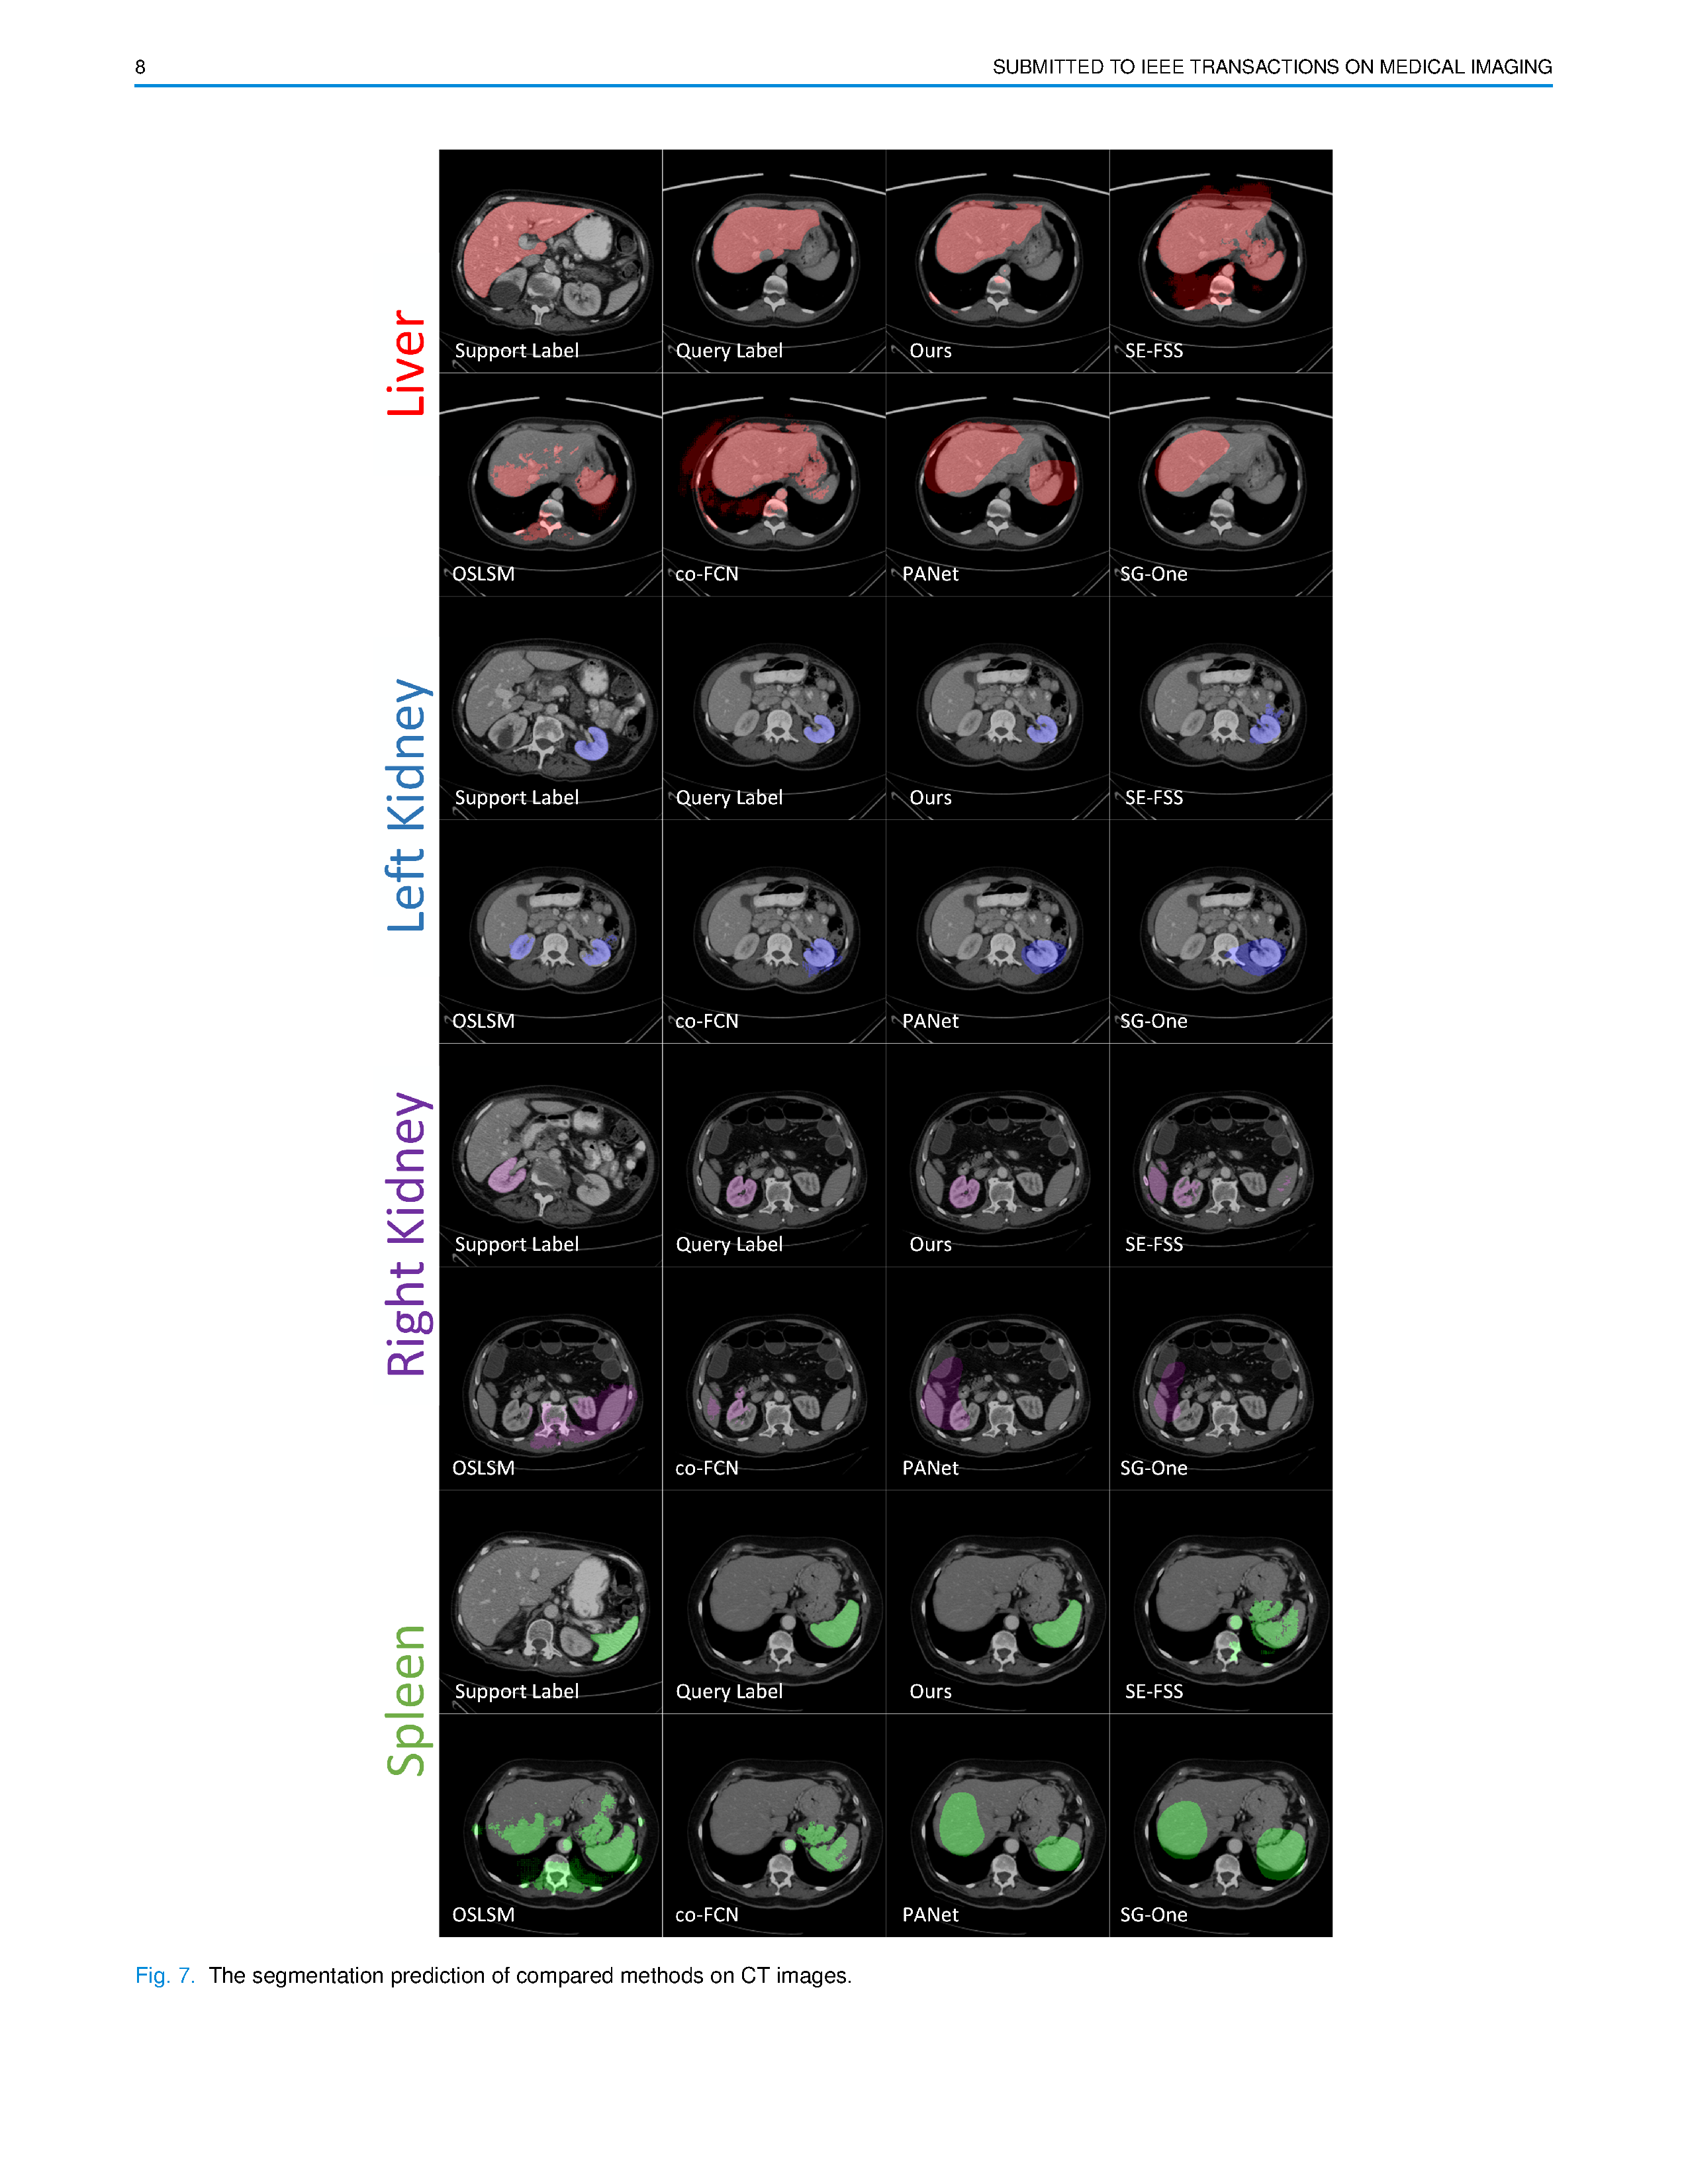 8
SUBMITTED TO IEEE TRANSACTIONS ON MEDICAL IMAGING
Liver
Support Label
Query Label
Ours
SE-FSS
OSLSM
co-FCN
PANet
SG-One
Left Kidney
Support Label
Query Label
Ours
SE-FSS
OSLSM
co-FCN
PANet
SG-One
Right Kidney
Support Label
Query Label
Ours
SE-FSS
OSLSM
co-FCN
PANet
SG-One
Spleen
Support Label
Query Label
Ours
SE-FSS
OSLSM
co-FCN
PANet
SG-One
Fig. 7. The segmentation prediction of compared methods on CT images.